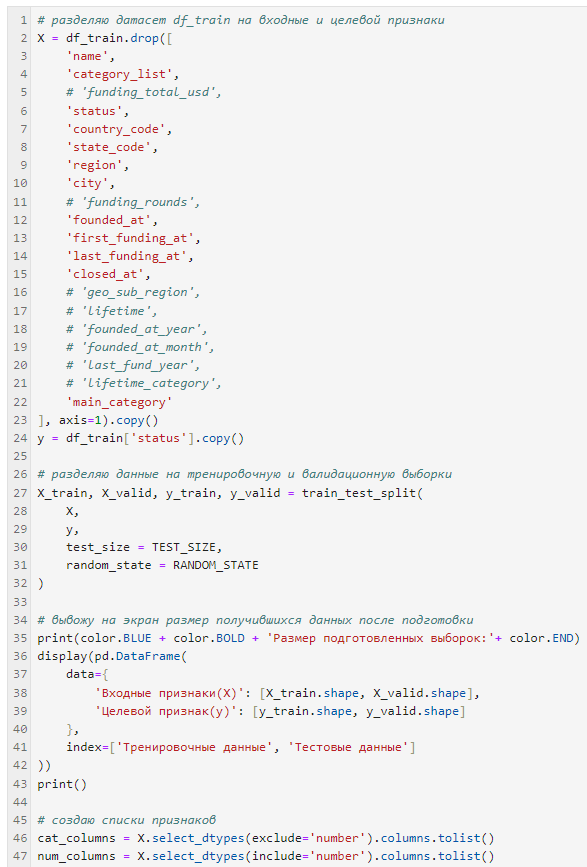 1 # разделяю датасет df_train на входные и целевой признаки
2 X = df_train.drop([
3     'name',
4     'category_list',
5     # 'funding_total_usd',
6     'status',
7     'country_code',
8     'state_code',
9     'region',
10     'city',
11     # 'funding_rounds',
12     'founded_at',
13     'first_funding_at',
14     'last_funding_at',
15     'closed_at',
16     # 'geo_sub_region',
17     # 'lifetime',
18     # 'founded_at_year',
19     # 'founded_at_month',
20     # 'last_fund_year',
21     # 'lifetime_category',
22     'main_category'
23 ], axis=1).copy()
24 y = df_train['status'].copy()
25
26 # разделяю данные на тренировочную и валидационную выборки
27 X_train, X_valid, y_train, y_valid = train_test_split(
28     X,
29     y,
30     test_size = TEST_SIZE,
31     random_state = RANDOM_STATE
32 )
33
34 # вывожу на экран размер получившихся данных после подготовки
35 print(color.BLUE + color.BOLD + 'Размер подготовленных выборок:'+ color.END)
36 display(pd.DataFrame(
37     data={
38         'Входные признаки(X)': [X_train.shape, X_valid.shape],
39         'Целевой признак(y)': [y_train.shape, y_valid.shape]
40     },
41     index=['Тренировочные данные', 'Тестовые данные']
42 ))
43 print()
44
45 # создаю списки признаков
46 cat_columns = X.select_dtypes(exclude='number').columns.tolist()
47 num_columns = X.select_dtypes(include='number').columns.tolist()